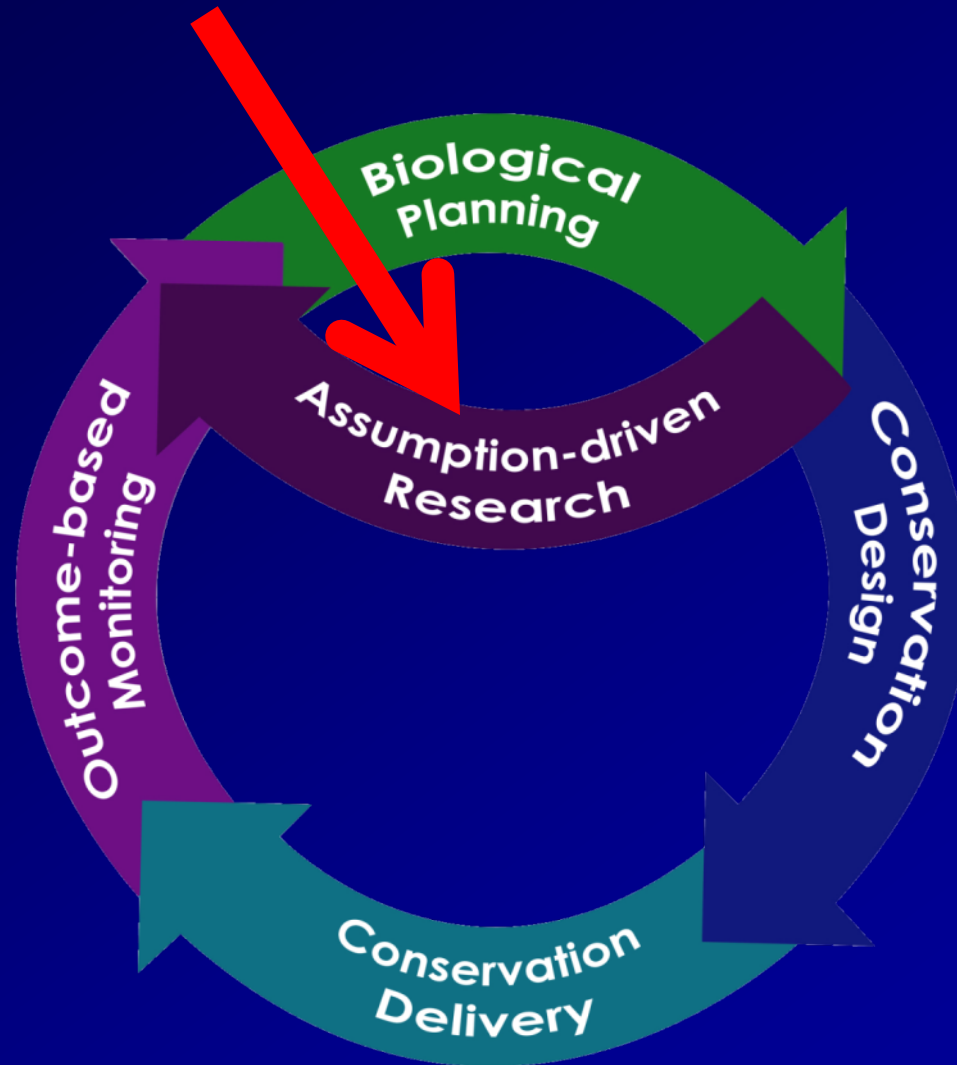 Biological
Planning
Assumption-driven
Research
Conservation
Design
Outcome-based
Monitoring
Conservation
Delivery